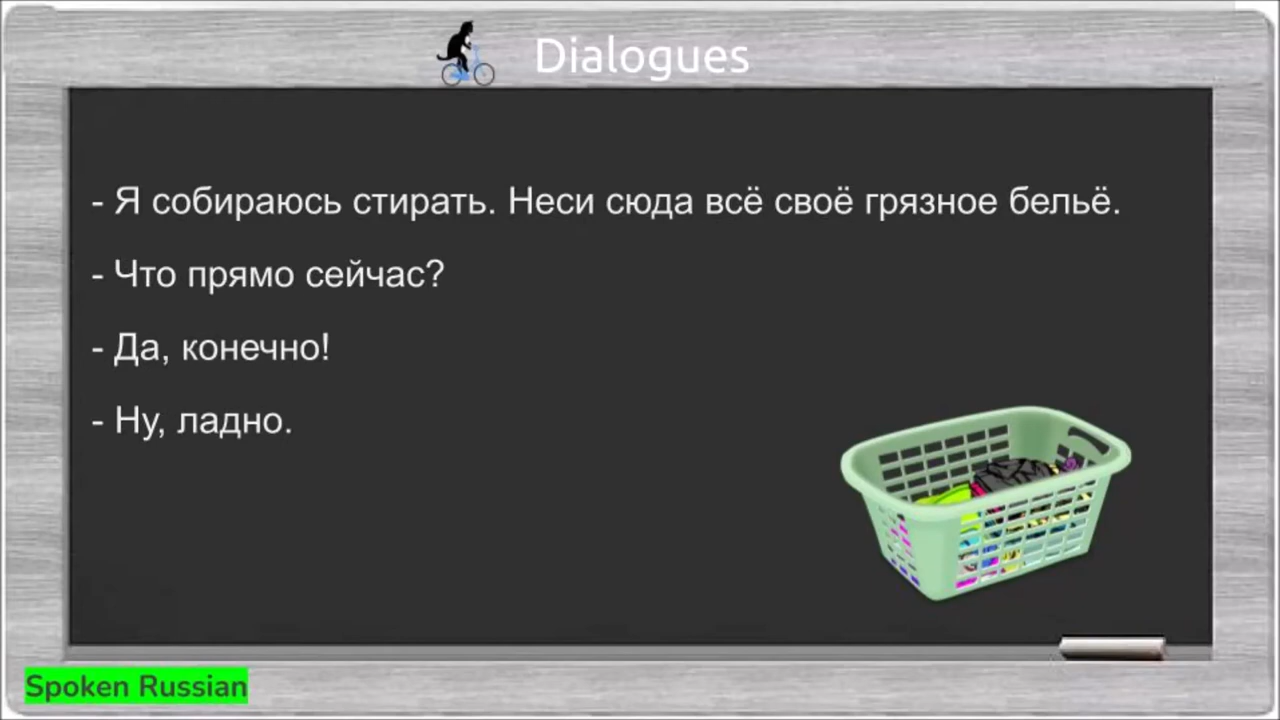 Dialogues
- Я собираюсь стирать. Неси сюда всё своё грязное бельё.
- Что прямо сейчас?
- Да, конечно!
- Ну, ладно.
Spoken Russian